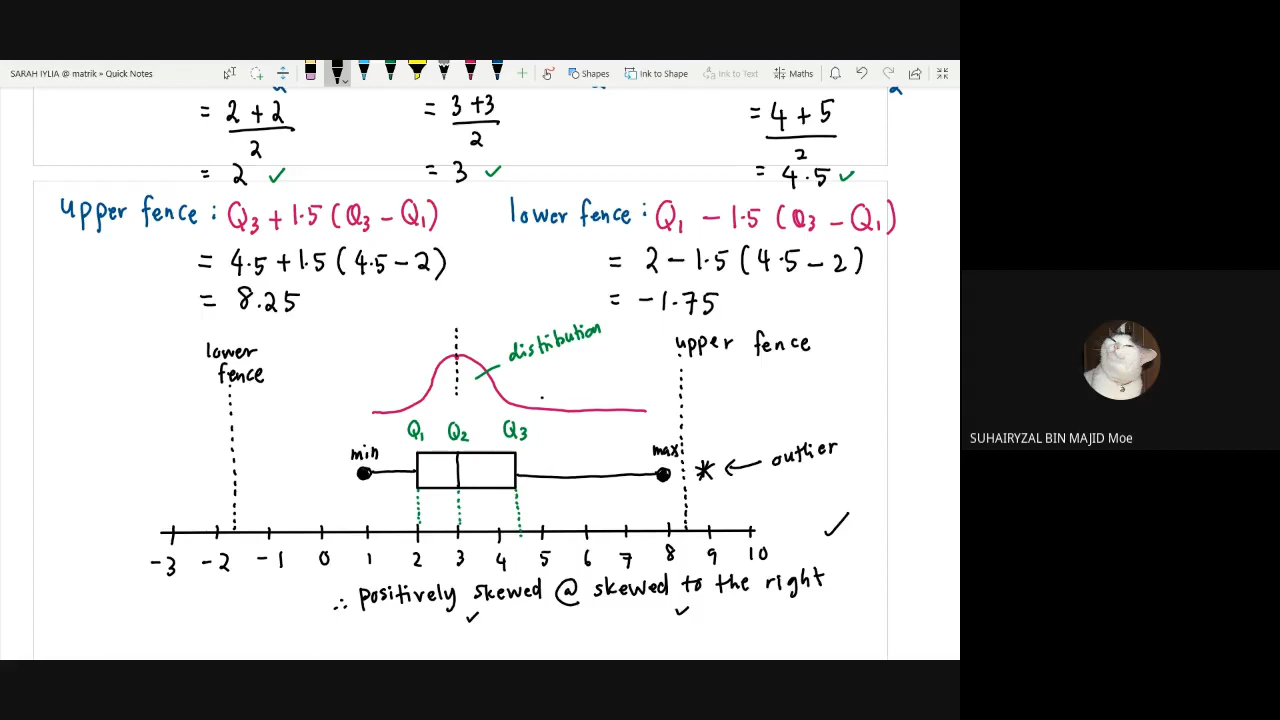 SARAH IYLIA @ matrik » Quick Notes
Shapes Ink to Shape Ink to Text Maths
= 2 + 2 = 3 + 3 = 4 + 5
2 2 2
= 2 ✓ = 3 ✓ = 4.5 ✓
upper fence : Q3 + 1.5 (Q3 - Q1) lower fence : Q1 - 1.5 (Q3 - Q1)
= 4.5 + 1.5 (4.5 - 2) = 2 - 1.5 (4.5 - 2)
= 8.25 = -1.75
lower fence
distribution
upper fence
Q1 Q2 Q3
min max
* ← outlier
-3 -2 -1 0 1 2 3 4 5 6 7 8 9 10
∴ positively skewed @ skewed to the right
SUHAIRYZAL BIN MAJID Moe